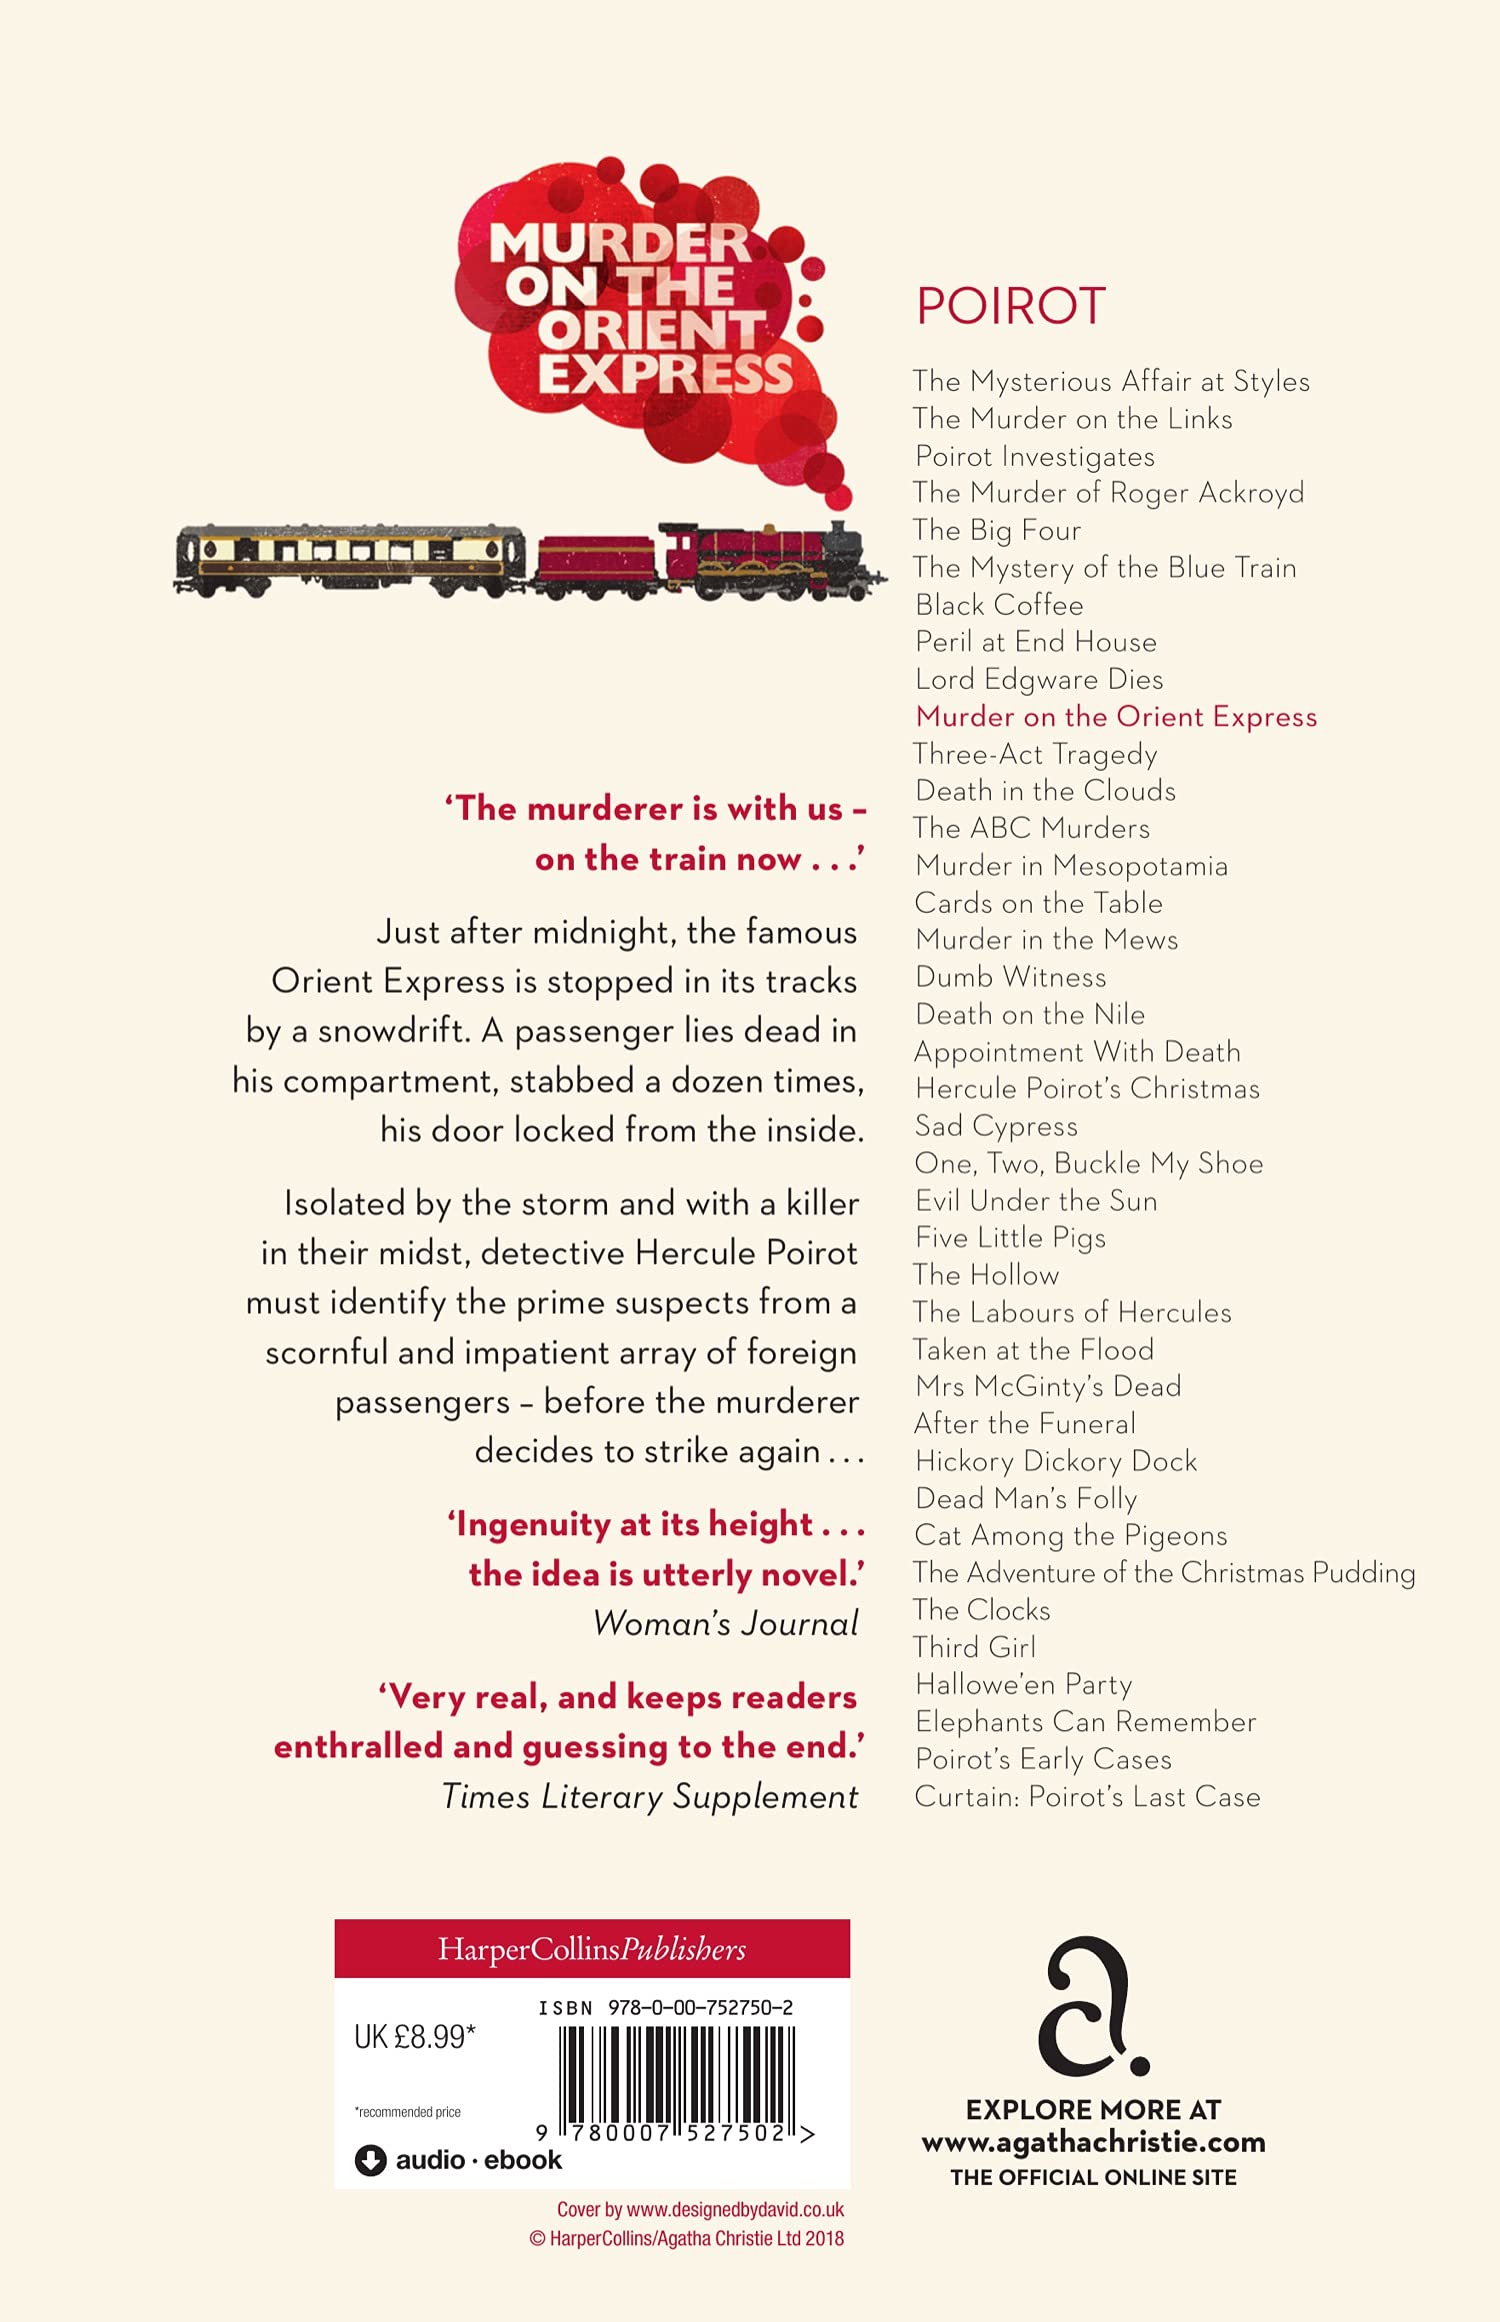 MURDER
ON THE
ORIENT
EXPRESS
‘The murderer is with us –
on the train now . . .’
Just after midnight, the famous
Orient Express is stopped in its tracks
by a snowdrift. A passenger lies dead in
his compartment, stabbed a dozen times,
his door locked from the inside.
Isolated by the storm and with a killer
in their midst, detective Hercule Poirot
must identify the prime suspects from a
scornful and impatient array of foreign
passengers – before the murderer
decides to strike again . . .
‘Ingenuity at its height . . .
the idea is utterly novel.’
Woman’s Journal
‘Very real, and keeps readers
enthralled and guessing to the end.’
Times Literary Supplement
POIROT
The Mysterious Affair at Styles
The Murder on the Links
Poirot Investigates
The Murder of Roger Ackroyd
The Big Four
The Mystery of the Blue Train
Black Coffee
Peril at End House
Lord Edgware Dies
Murder on the Orient Express
Three-Act Tragedy
Death in the Clouds
The ABC Murders
Murder in Mesopotamia
Cards on the Table
Murder in the Mews
Dumb Witness
Death on the Nile
Appointment With Death
Hercule Poirot’s Christmas
Sad Cypress
One, Two, Buckle My Shoe
Evil Under the Sun
Five Little Pigs
The Hollow
The Labours of Hercules
Taken at the Flood
Mrs McGinty’s Dead
After the Funeral
Hickory Dickory Dock
Dead Man’s Folly
Cat Among the Pigeons
The Adventure of the Christmas Pudding
The Clocks
Third Girl
Hallowe’en Party
Elephants Can Remember
Poirot’s Early Cases
Curtain: Poirot’s Last Case
HarperCollinsPublishers
ISBN 978-0-00-752750-2
UK £8.99*
*recommended price
9 780007 527502 >
audio · ebook
Cover by www.designedbydavid.co.uk
© HarperCollins/Agatha Christie Ltd 2018
a.
EXPLORE MORE AT
www.agathachristie.com
THE OFFICIAL ONLINE SITE